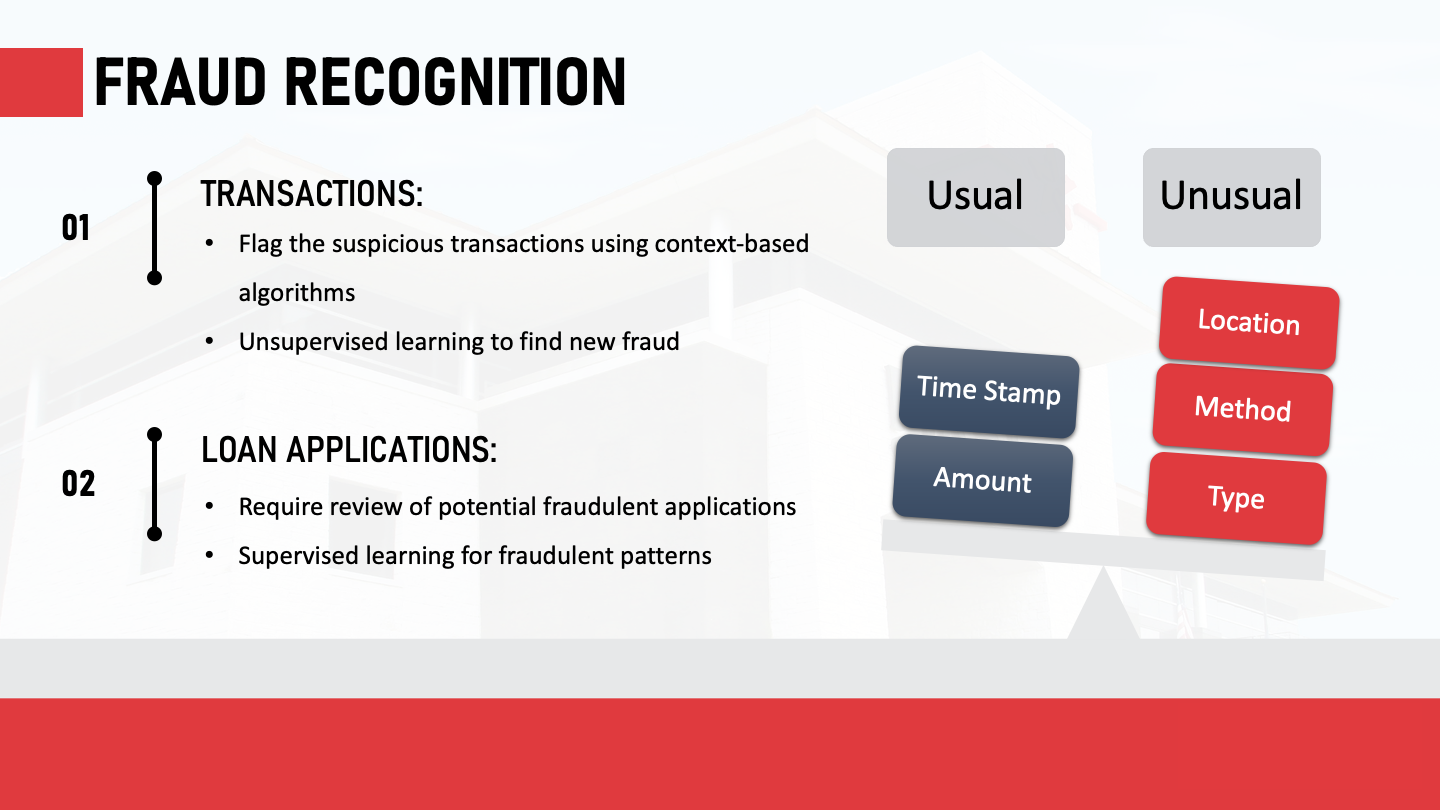 FRAUD RECOGNITION
01
TRANSACTIONS:
• Flag the suspicious transactions using context-based
algorithms
• Unsupervised learning to find new fraud
02
LOAN APPLICATIONS:
• Require review of potential fraudulent applications
• Supervised learning for fraudulent patterns
Usual
Unusual
Time Stamp
Amount
Location
Method
Type